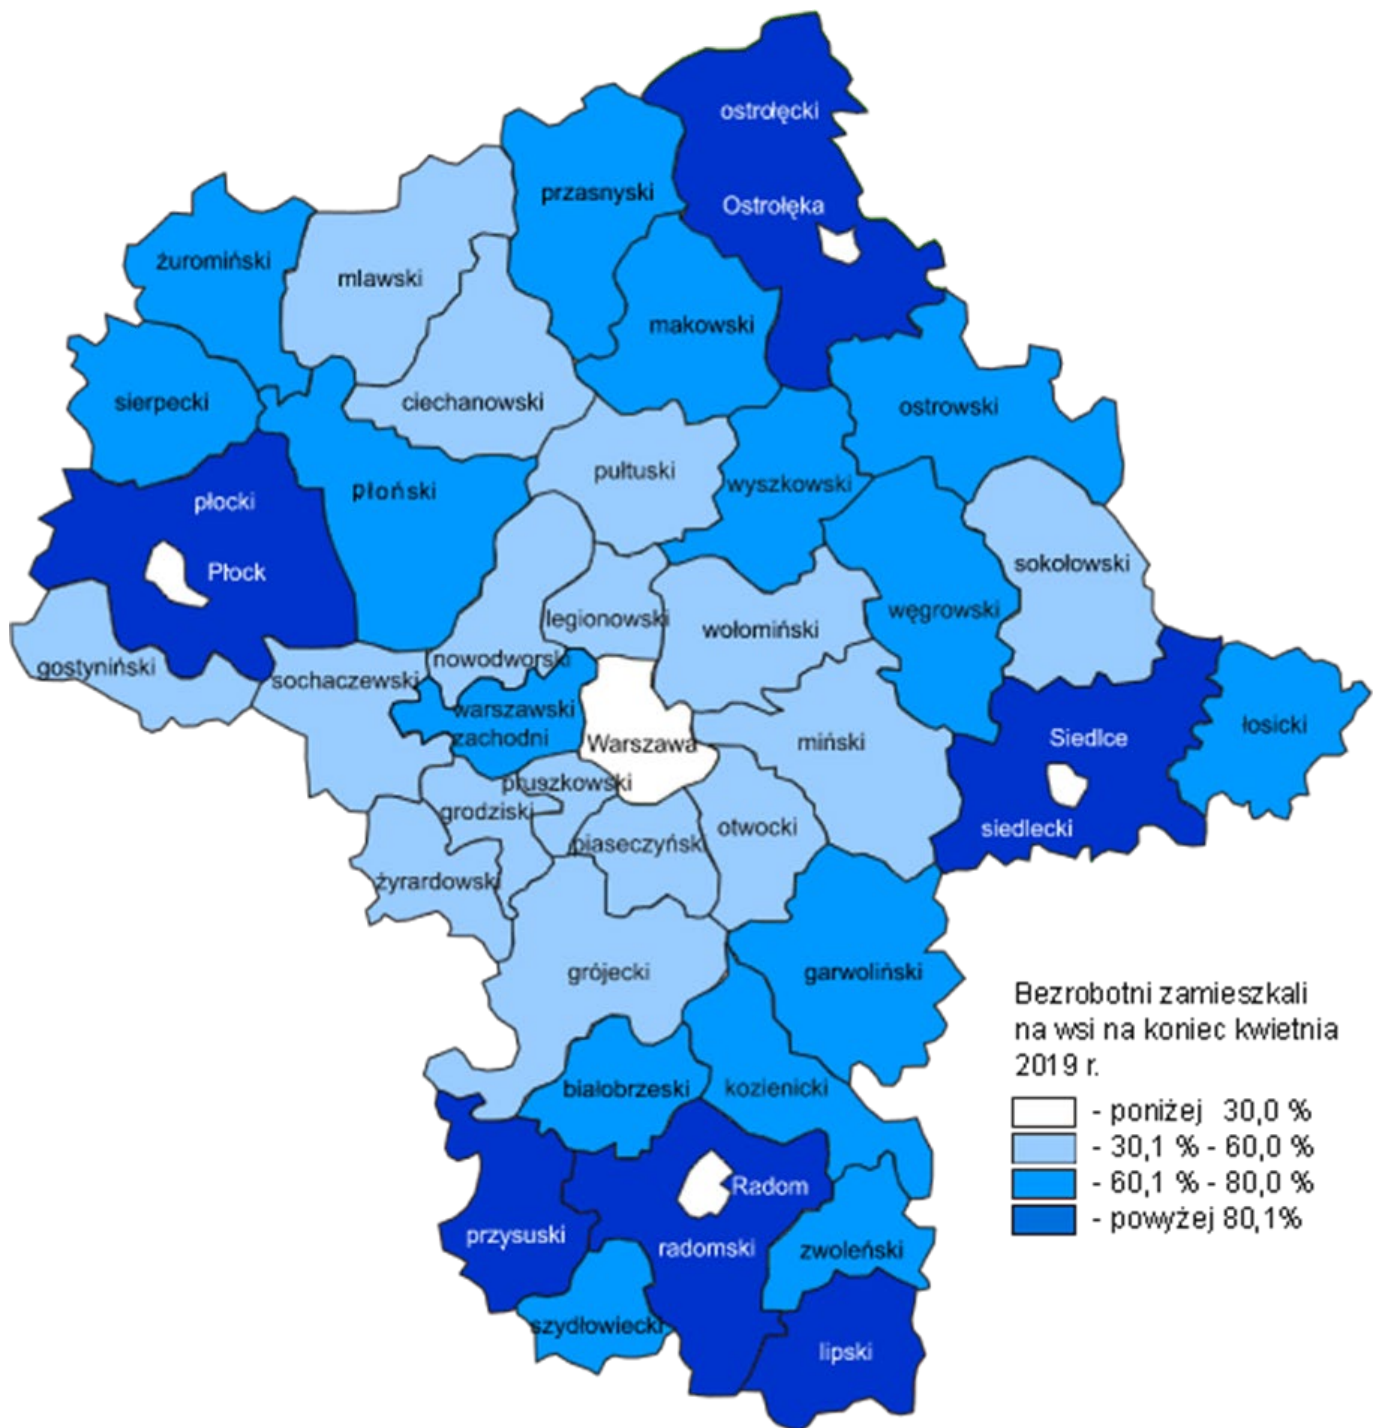 ostrołęcki
przasnyski
Ostrołęka
żuromiński
mlawski
makowski
sierpecki
ciechanowski
ostrowski
pułtuski
wyszkowski
płoński
płocki
Płock
sokołowski
węgrowski
legionowski
wołomiński
nowodworski
gostyniński
sochaczewski
warszawski
zachodni
Warszawa
miński
Siedlce
łosicki
siedlecki
pruszkowski
grodziski
otwocki
piaseczyński
żyrardowski
grójecki
garwoliński
Bezrobotni zamieszkali
na wsi na koniec kwietnia
2019 r.
- poniżej 30,0 %
- 30,1 % - 60,0 %
- 60,1 % - 80,0 %
- powyżej 80,1%
białobrzeski
kozienicki
Radom
przysuski
radomski
zwoleński
szydłowiecki
lipski